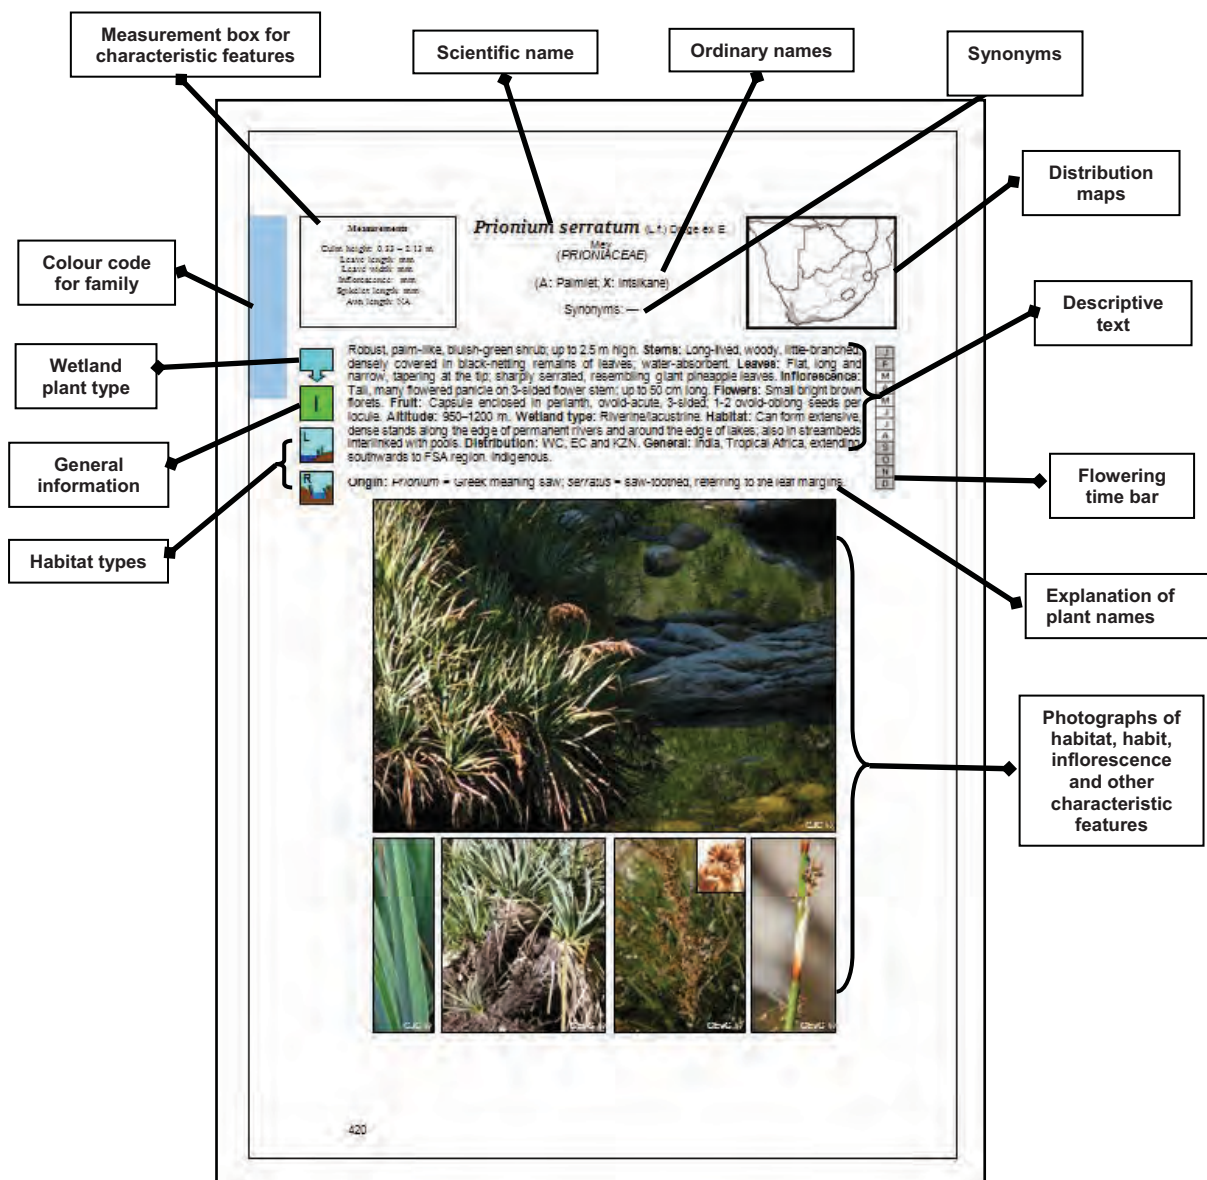 Measurement box for
characteristic features
Scientific name
Ordinary names
Synonyms
Distribution
maps
Colour code
for family
Descriptive
text
Wetland
plant type
General
information
Flowering
time bar
Habitat types
Explanation of
plant names
Photographs of
habitat, habit,
inflorescence
and other
characteristic
features
Measurements
Culm height: 0.33 – 2.13 m
Leave length: mm
Leave width: mm
Inflorescence: mm
Spikelet length: mm
Awn length: NA
Prionium serratum (L.f.) Drège ex E.
Mey
(PRIONIACEAE)
(A: Palmiet; X: Intsikane)
Synonyms: —
Robust, palm-like, bluish-green shrub; up to 2.5 m high. Stems: Long-lived, woody, little-branched,
densely covered in black-netting remains of leaves; water-absorbent. Leaves: Flat, long and
narrow, tapering at the tip; sharply serrated, resembling giant pineapple leaves. Inflorescence:
Tall, many flowered panicle on 3-sided flower stem; up to 50 cm long. Flowers: Small bright brown
florets. Fruit: Capsule enclosed in perianth, ovoid-acute, 3-sided; 1-2 ovoid-oblong seeds per
locule. Altitude: 950–1200 m. Wetland type: Riverine/lacustrine. Habitat: Can form extensive,
dense stands along the edge of permanent rivers and around the edge of lakes; also in streambeds
interlinked with pools. Distribution: WC, EC and KZN. General: India, Tropical Africa, extending
southwards to FSA region. Indigenous.
Origin: Prionium = Greek meaning saw; serratus = saw-toothed, referring to the leaf margins.
I
L
R
J
F
M
A
M
J
J
A
S
O
N
D
CJC
CJC
CEvC
CEvC
CEvC
420